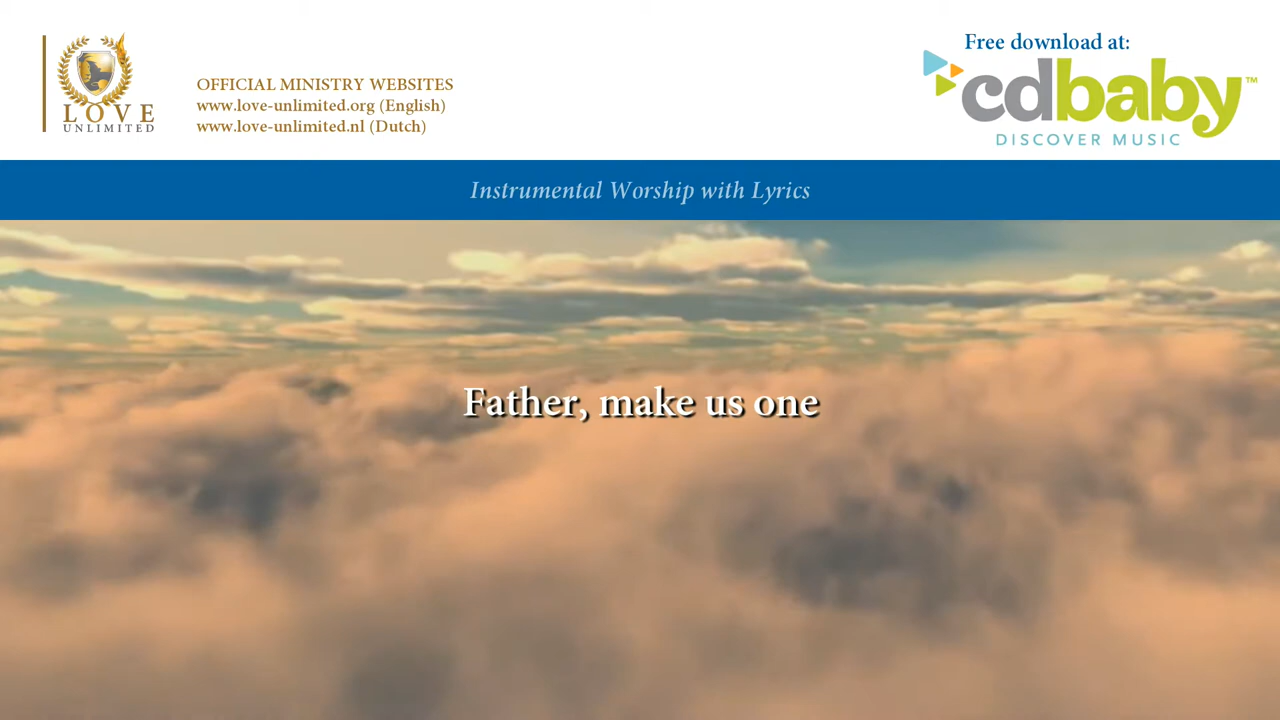 LOVE
UNLIMITED
OFFICIAL MINISTRY WEBSITES
www.love-unlimited.org (English)
www.love-unlimited.nl (Dutch)
Free download at:
cdbaby™
DISCOVER MUSIC
Instrumental Worship with Lyrics
Father, make us one